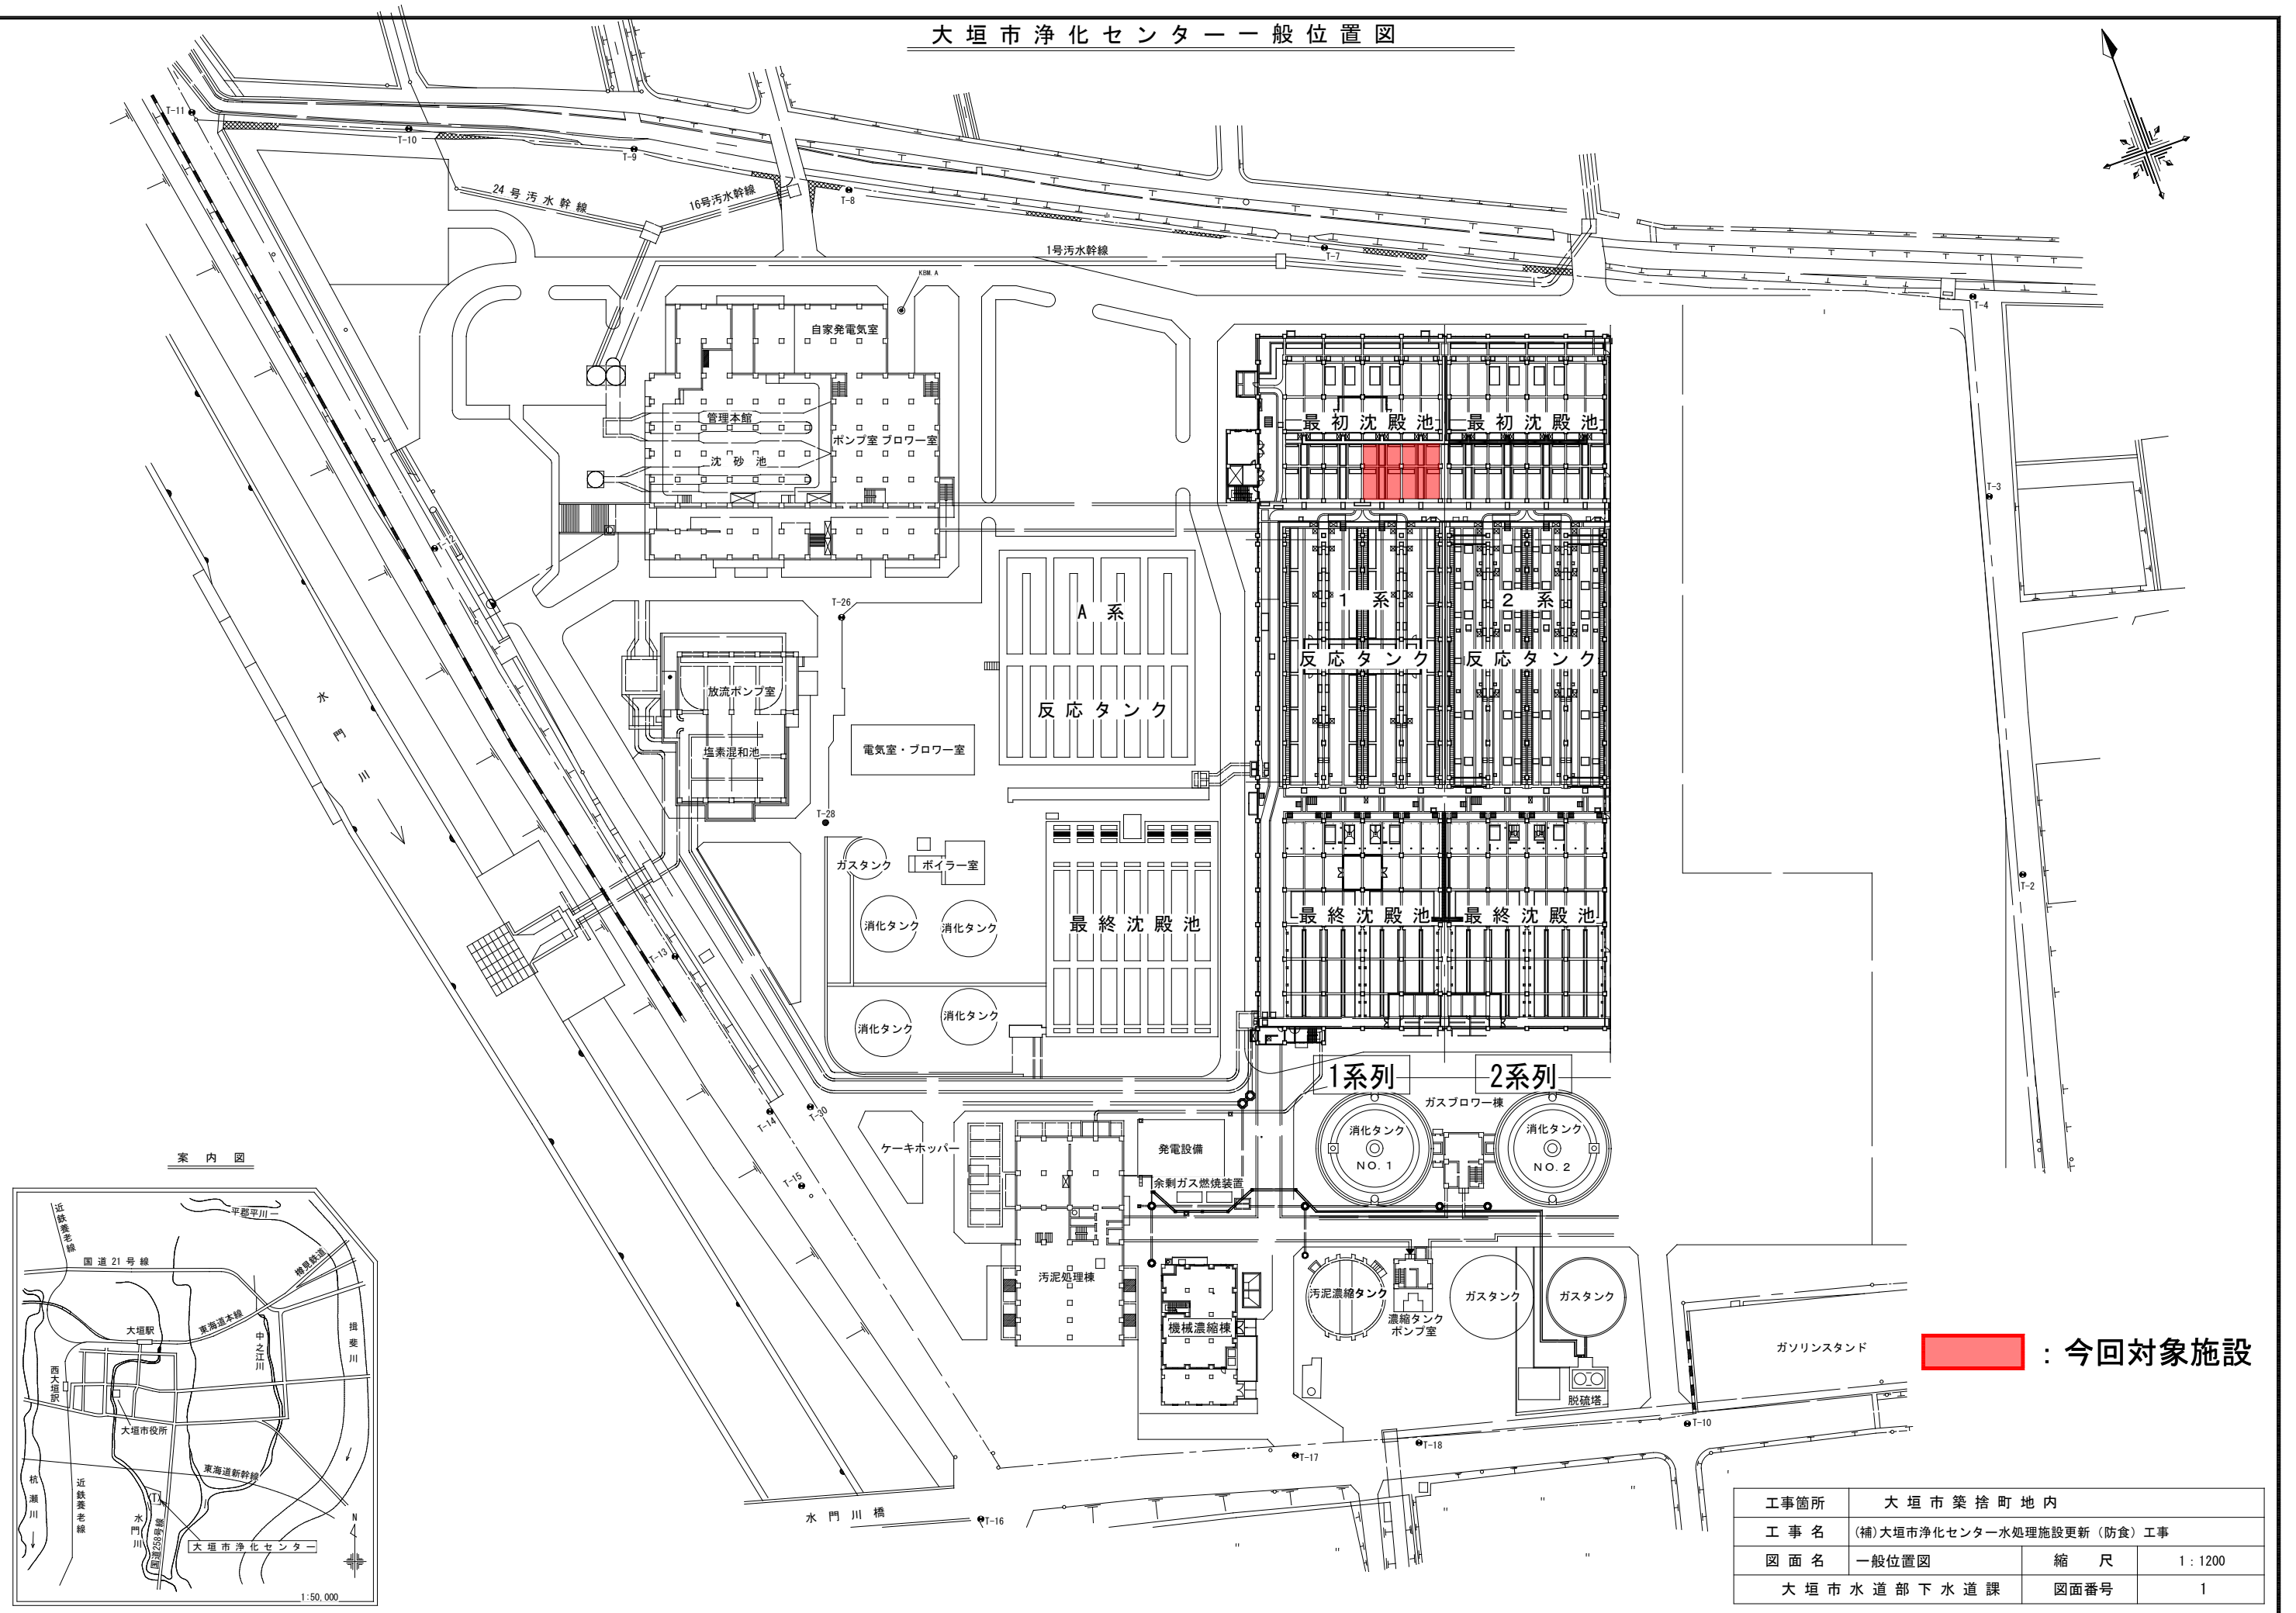 大垣市浄化センター一般位置図
T-11
T-10
T-9
T-8
T-7
T-4
24号汚水幹線
16号汚水幹線
1号汚水幹線
KBM.A
自家発電気室
管理本館
ポンプ室 ブロワー室
沈砂池
最初沈殿池
最初沈殿池
T-3
T-12
T-26
A系
1系
2系
反応タンク
反応タンク
反応タンク
放流ポンプ室
塩素混和池
電気室・ブロワー室
水門川
T-28
ガスタンク
ボイラー室
T-2
消化タンク
消化タンク
最終沈殿池
最終沈殿池
最終沈殿池
T-13
消化タンク
消化タンク
1系列
2系列
T-14
T-30
ガスブロワー棟
ケーキホッパー
発電設備
消化タンク
NO.1
消化タンク
NO.2
T-15
余剰ガス燃焼装置
汚泥処理棟
汚泥濃縮タンク
濃縮タンク
ポンプ室
ガスタンク
ガスタンク
機械濃縮棟
脱硫塔
ガソリンスタンド
：今回対象施設
T-10
T-18
T-17
T-16
水門川橋
案内図
近鉄養老線
平野平川
国道21号線
樽見鉄道
東海道本線
大垣駅
中之江川
揖斐川
西大垣駅
大垣市役所
東海道新幹線
杭瀬川
近鉄養老線
水門川
国道258号線
大垣市浄化センター
N
1:50,000
工事箇所 大垣市築捨町地内
工事名 (補)大垣市浄化センター水処理施設更新（防食）工事
図面名 一般位置図 縮尺 1：1200
大垣市水道部下水道課 図面番号 1